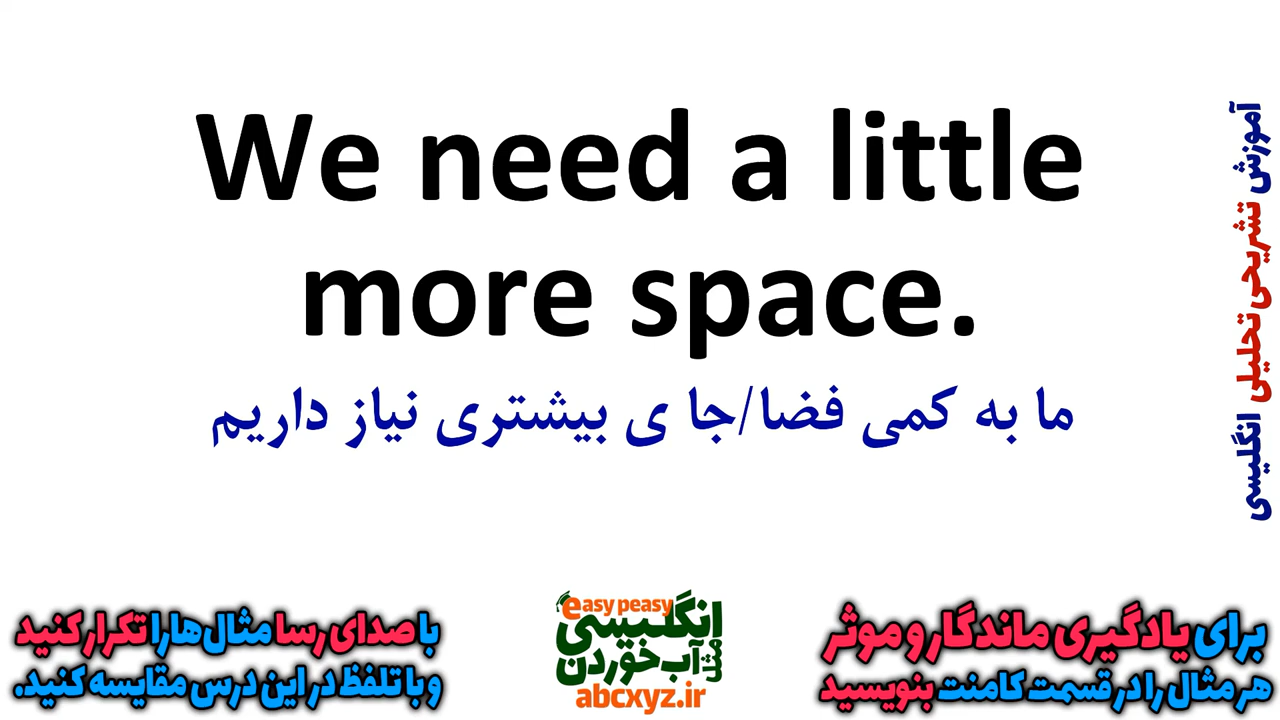 We need a little
more space.
ما به کمی فضا/جا ی بیشتری نیاز داریم
آموزش تشریحی تحلیلی انگلیسی
برای یادگیری ماندگار و موثر
هر مثال را در قسمت کامنت بنویسید
easy peasy
انگلیسی
مثل
آب خوردن
abcxyz.ir
با صدای رسا مثال‌ها را تکرار کنید
و با تلفظ در این درس مقایسه کنید.